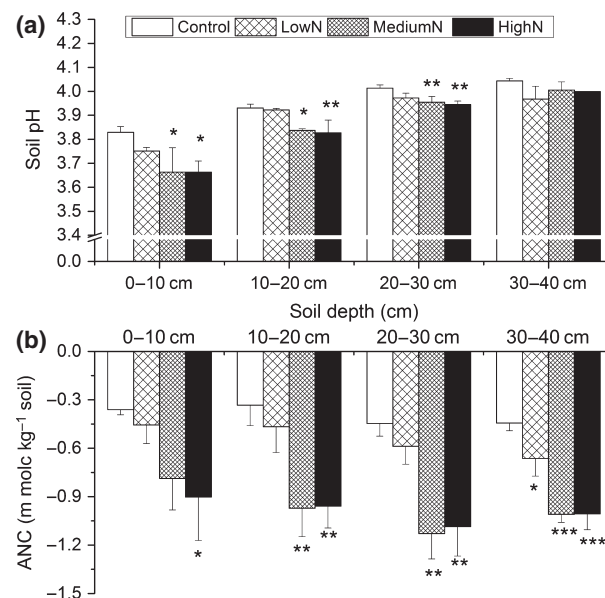 (a)
Control LowN MediumN HighN
Soil pH
4.3
4.2
4.1
4.0
3.9
3.8
3.7
3.6
3.5
3.4
0.0
* *
* **
** **
0–10 cm 10–20 cm 20–30 cm 30–40 cm
Soil depth (cm)
(b)
0–10 cm 10–20 cm 20–30 cm 30–40 cm
ANC (m molc kg⁻¹ soil)
0.0
−0.3
−0.6
−0.9
−1.2
−1.5
*
** **
** **
* *** ***